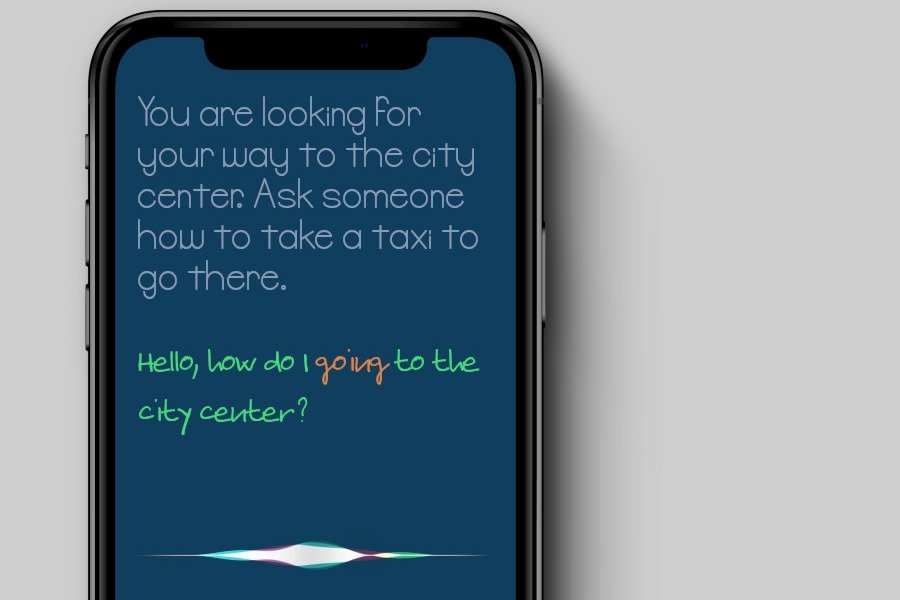 You are looking for
your way to the city
center. Ask someone
how to take a taxi to
go there.
Hello, how do I going to the
city center?